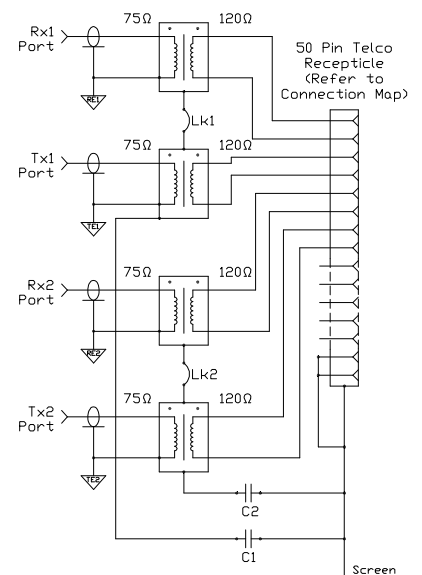 75Ω 120Ω
Rx1
Port
50 Pin Telco
Recepticle
(Refer to
Connection Map)
RE1
Lk1
75Ω 120Ω
Tx1
Port
TE1
75Ω 120Ω
Rx2
Port
RE2
Lk2
75Ω 120Ω
Tx2
Port
TE2
C2
C1
Screen